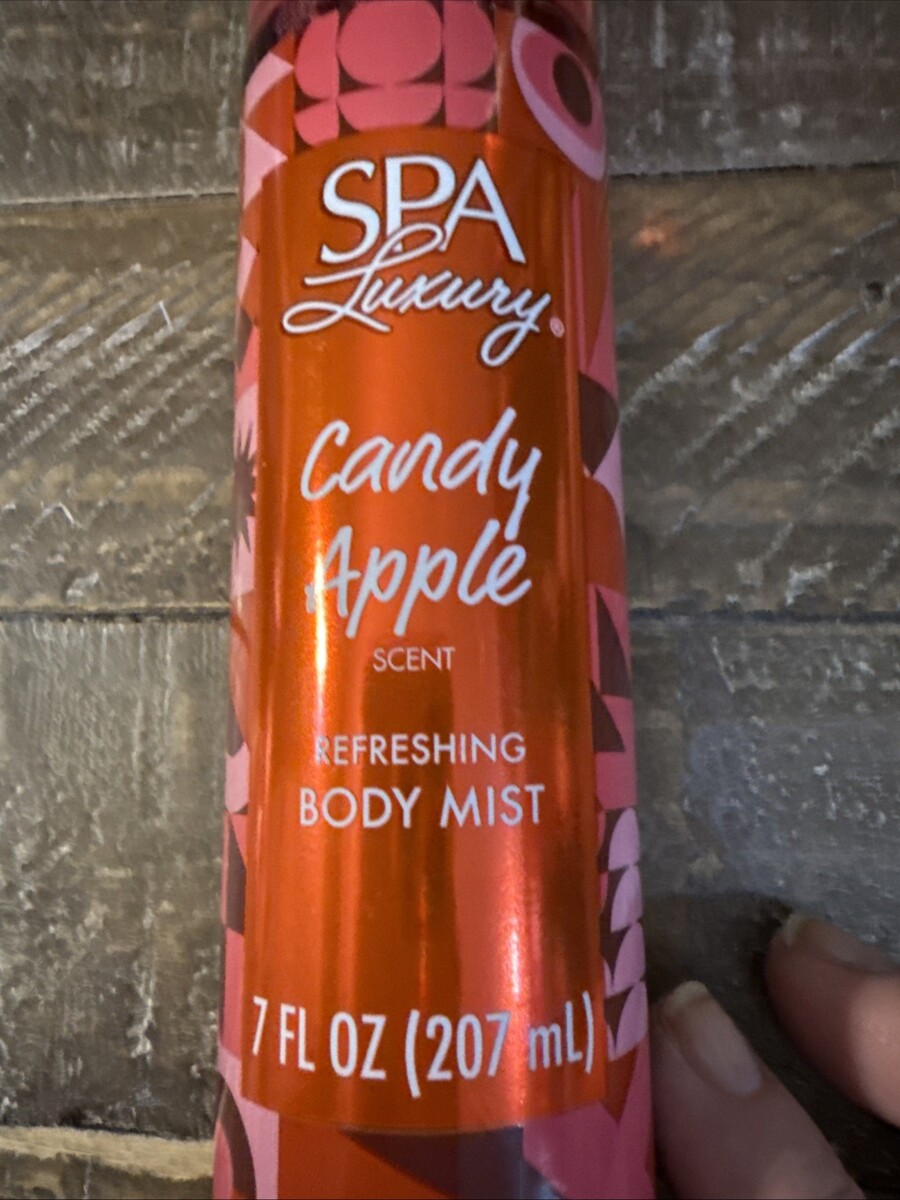 SPA
Luxury®
Candy
Apple
SCENT
REFRESHING
BODY MIST
7 FL OZ (207 mL)